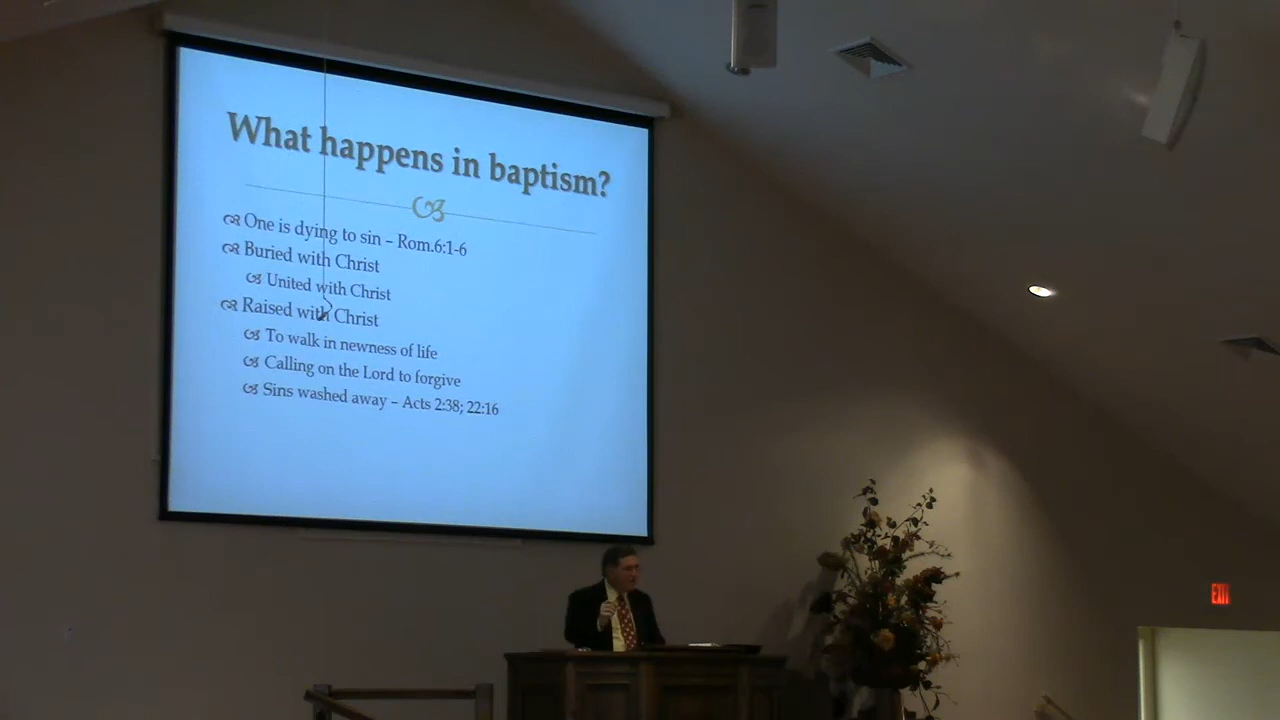 What happens in baptism?
One is dying to sin – Rom.6:1-6
Buried with Christ
United with Christ
Raised with Christ
To walk in newness of life
Calling on the Lord to forgive
Sins washed away – Acts 2:38; 22:16
EXIT